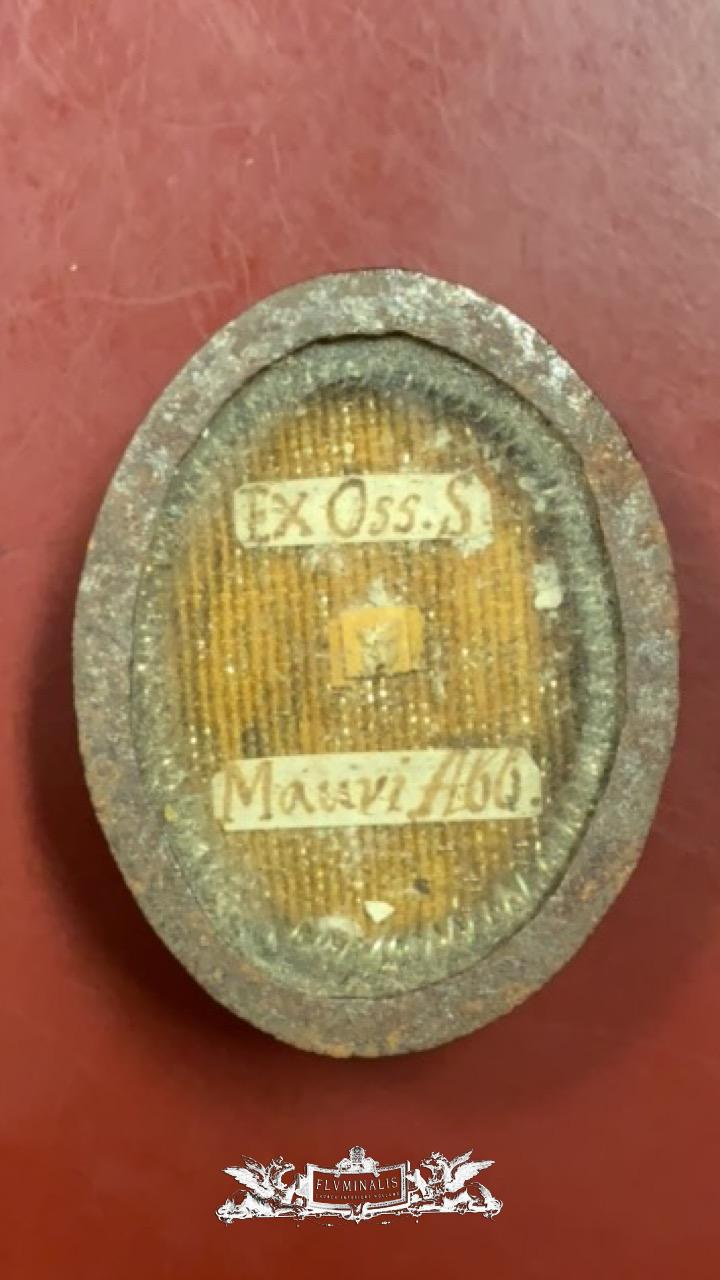 Ex Oss. S.
Mauri Abb.
FLVMINALIS